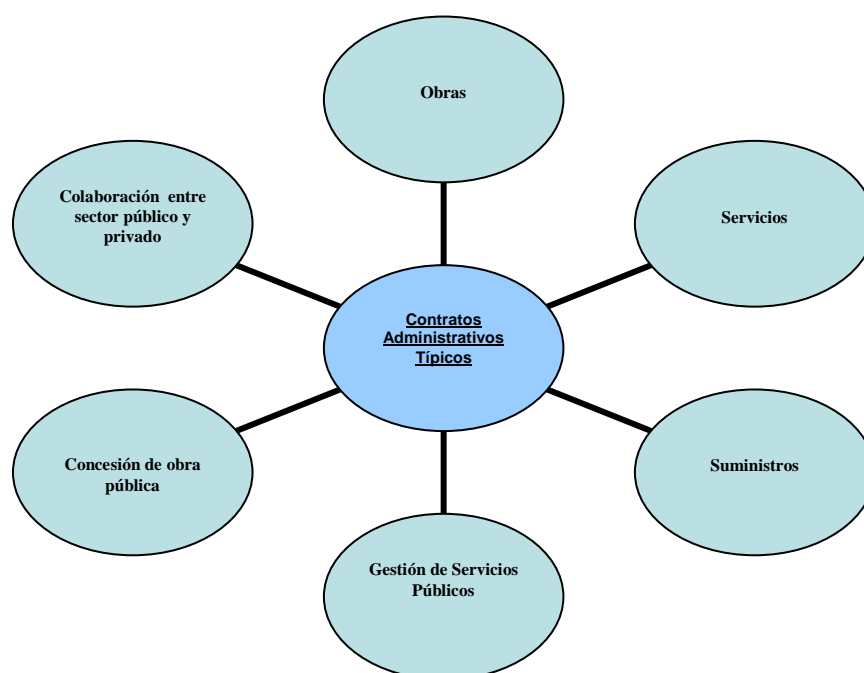 Obras
Colaboración entre
sector público y
privado
Servicios
Contratos
Administrativos
Típicos
Concesión de obra
pública
Suministros
Gestión de Servicios
Públicos